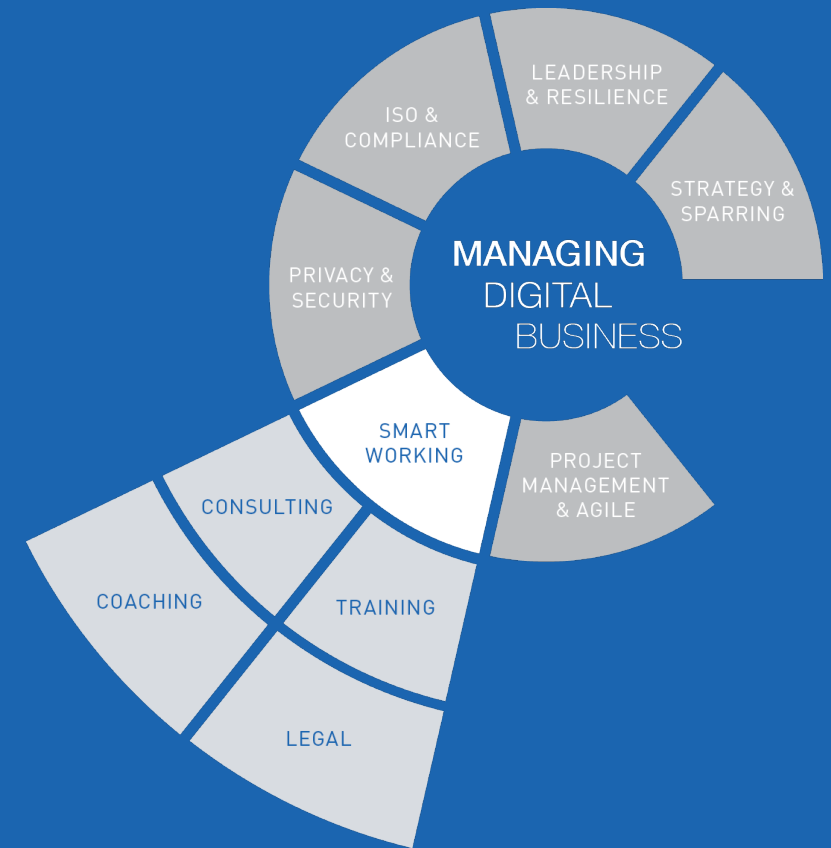 LEADERSHIP
& RESILIENCE
ISO &
COMPLIANCE
STRATEGY &
SPARRING
MANAGING
DIGITAL
BUSINESS
PRIVACY &
SECURITY
SMART
WORKING
PROJECT
MANAGEMENT
& AGILE
CONSULTING
COACHING
TRAINING
LEGAL